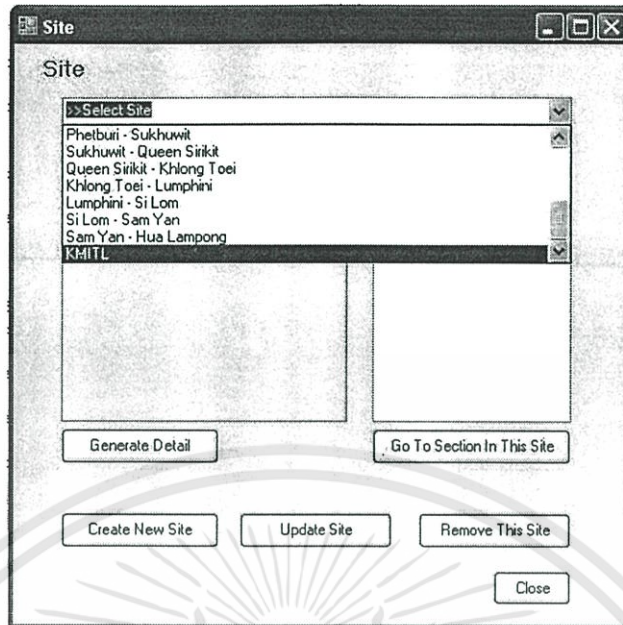 Site
Site
>>Select Site
Phetburi - Sukhuwit
Sukhuwit - Queen Sirikit
Queen Sirikit - Khlong Toei
Khlong Toei - Lumphini
Lumphini - Si Lom
Si Lom - Sam Yan
Sam Yan - Hua Lampong
KMITL
Generate Detail
Go To Section In This Site
Create New Site
Update Site
Remove This Site
Close